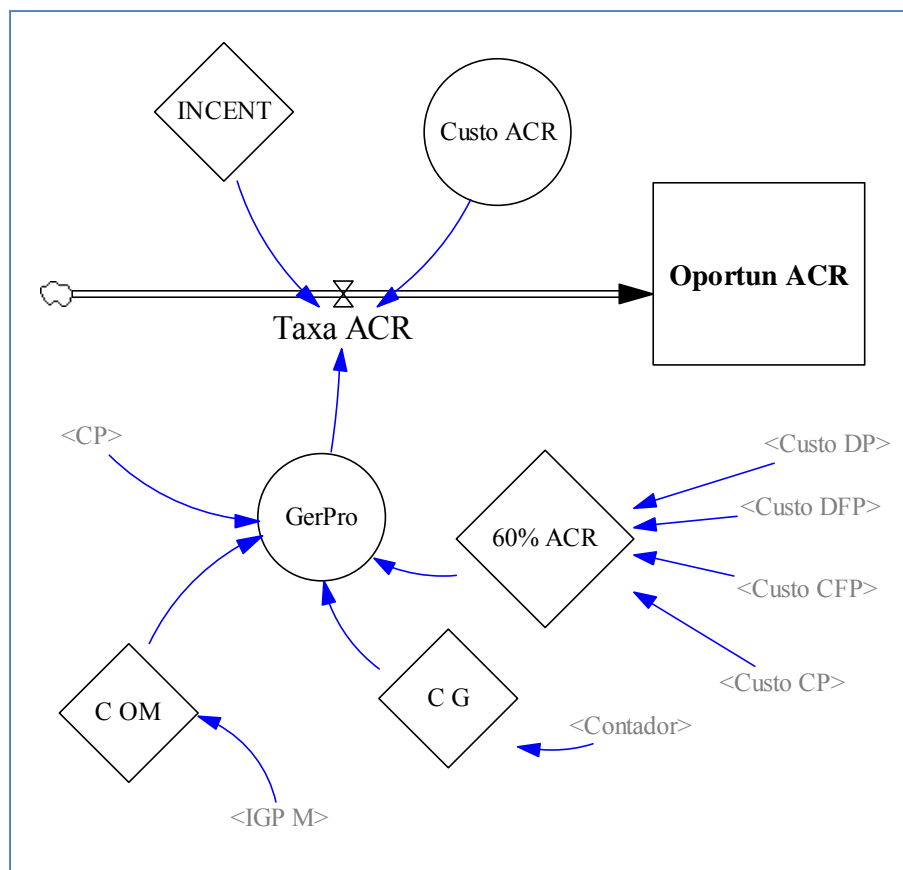 INCENT
Custo ACR
Oportun ACR
Taxa ACR
<CP>
GerPro
60% ACR
<Custo DP>
<Custo DFP>
<Custo CFP>
<Custo CP>
C OM
C G
<Contador>
<IGP M>